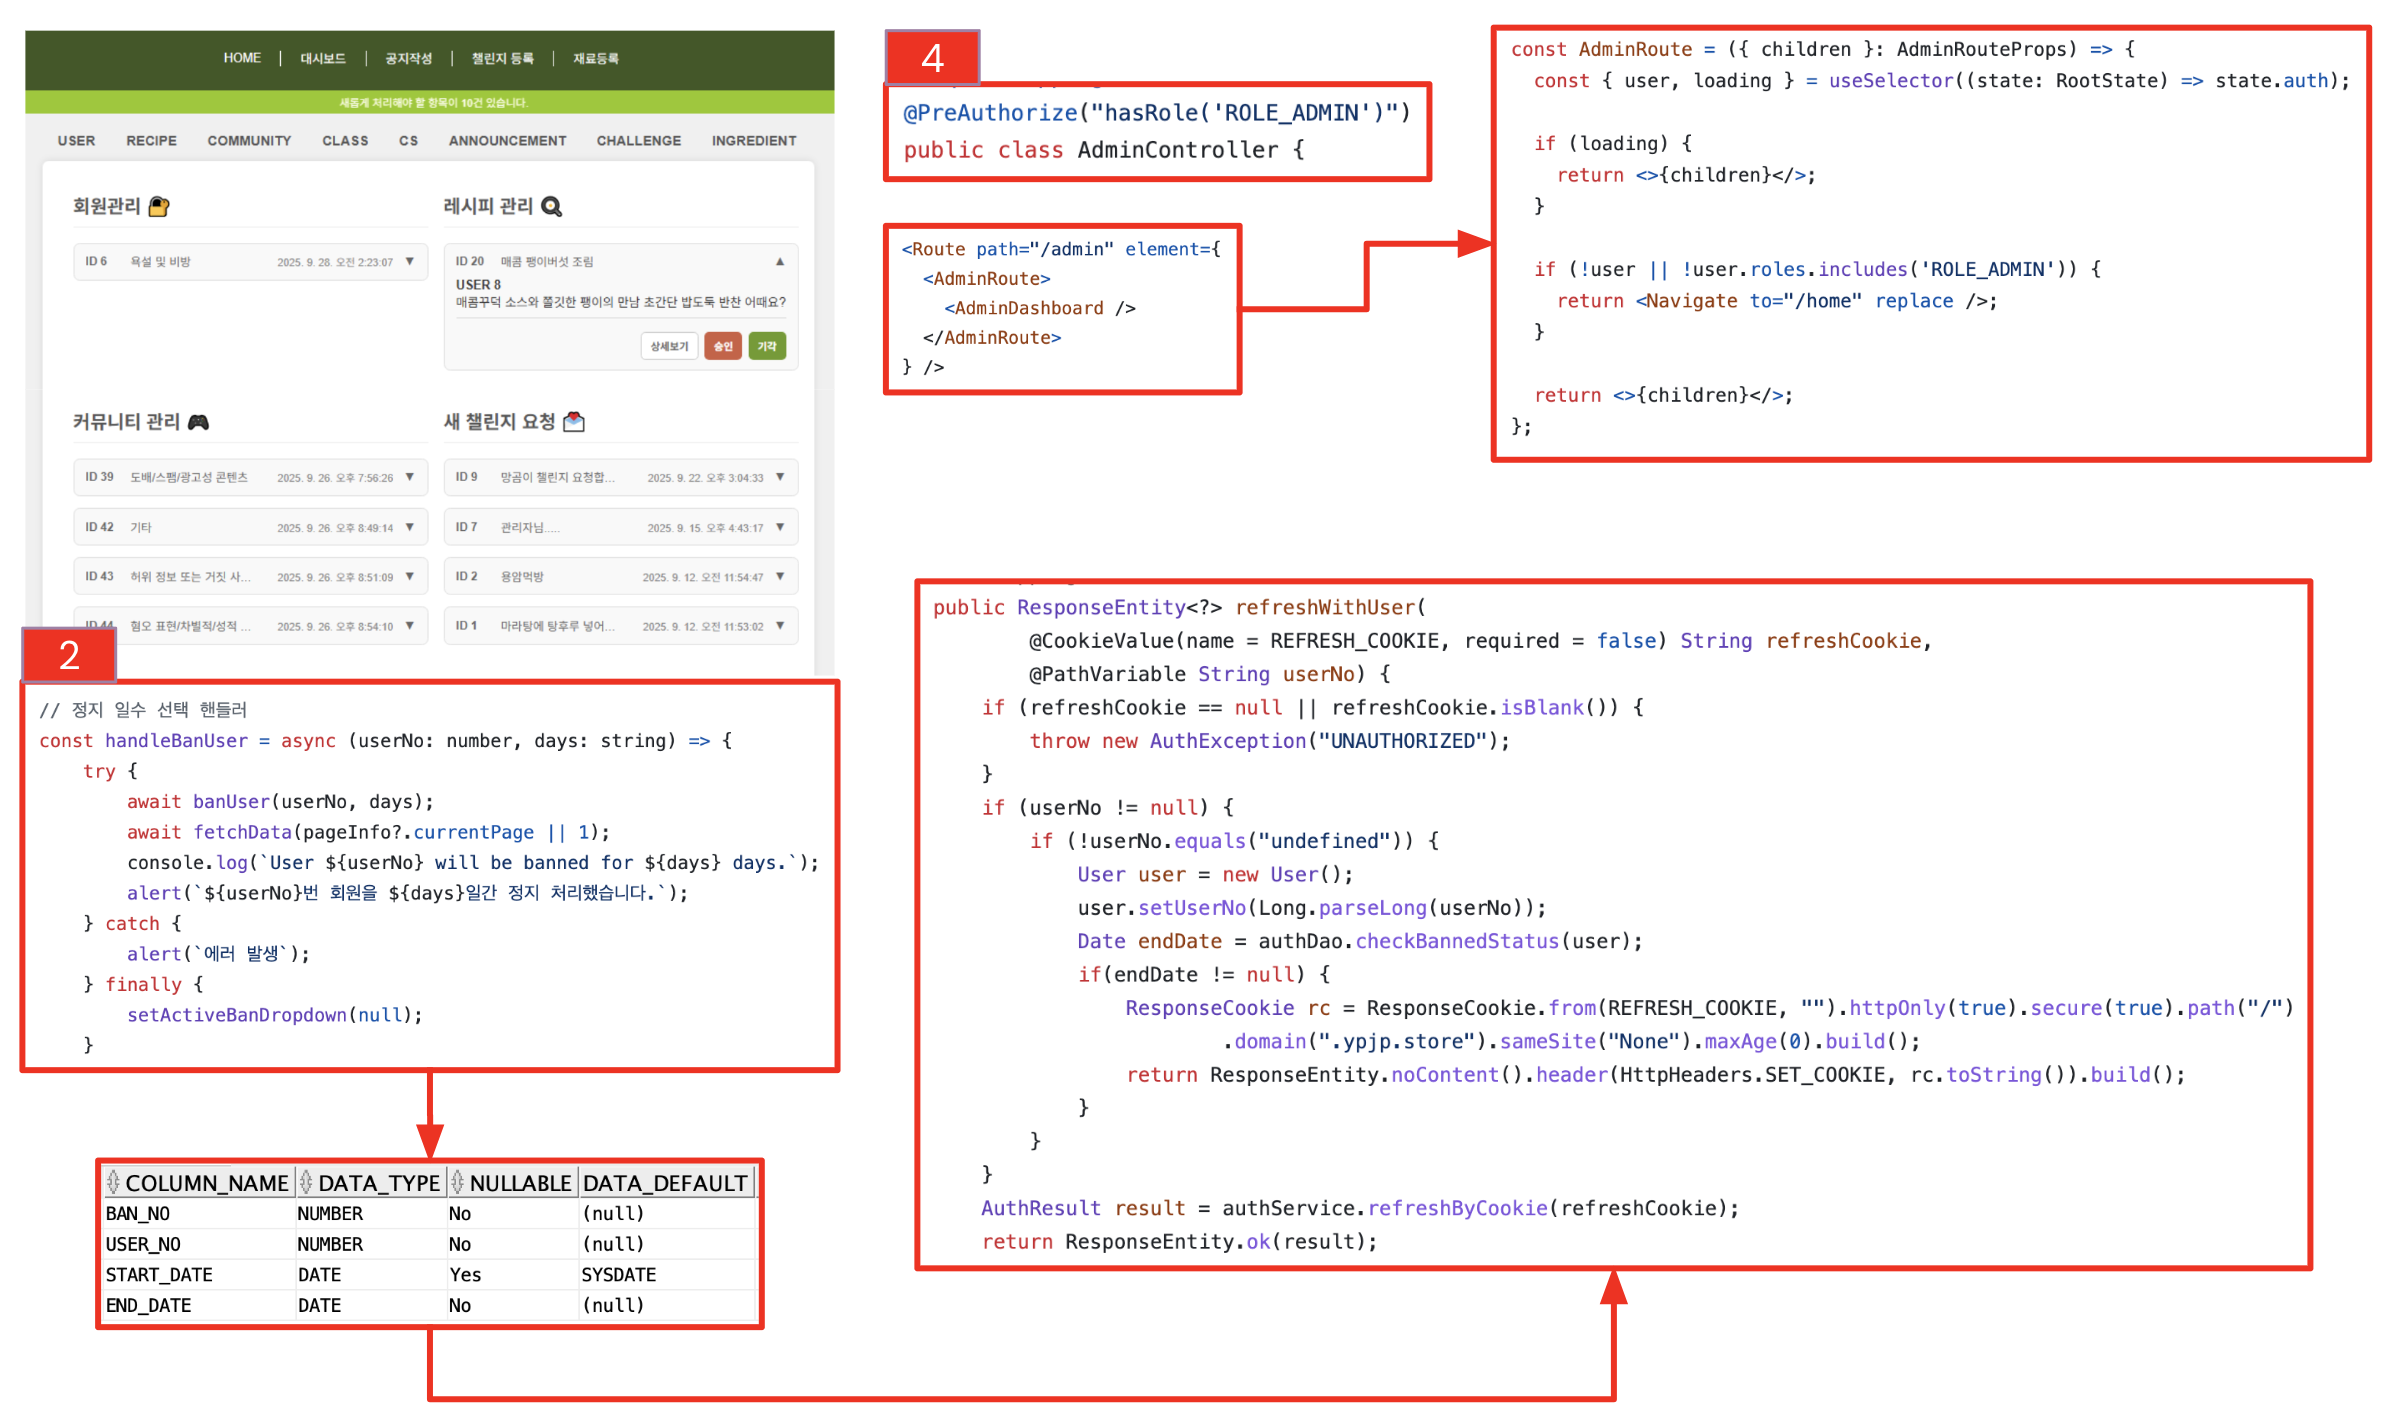 HOME | 대시보드 | 공지작성 | 챌린지 등록 | 재료등록
새롭게 처리해야 할 항목이 10건 있습니다.
USER RECIPE COMMUNITY CLASS CS ANNOUNCEMENT CHALLENGE INGREDIENT
회원관리
ID 6 욕설 및 비방 2025. 9. 28. 오전 2:23:07 ▼
레시피 관리
ID 20 매콤 팽이버섯 조림 ▲
USER 8
매콤꾸덕 소스와 쫄깃한 팽이의 만남 초간단 밥도둑 반찬 어때요?
상세보기 승인 기각
커뮤니티 관리
ID 39 도배/스팸/광고성 콘텐츠 2025. 9. 26. 오후 7:56:26 ▼
ID 42 기타 2025. 9. 26. 오후 8:49:14 ▼
ID 43 허위 정보 또는 거짓 사... 2025. 9. 26. 오후 8:51:09 ▼
ID 44 혐오 표현/차별적/성적 ... 2025. 9. 26. 오후 8:54:10 ▼
새 챌린지 요청
ID 9 망곰이 챌린지 요청합... 2025. 9. 22. 오후 3:04:33 ▼
ID 7 관리자님..... 2025. 9. 15. 오후 4:43:17 ▼
ID 2 용암먹방 2025. 9. 12. 오전 11:54:47 ▼
ID 1 마라탕에 탕후루 넣어... 2025. 9. 12. 오전 11:53:02 ▼
2
// 정지 일수 선택 핸들러
const handleBanUser = async (userNo: number, days: string) => {
try {
await banUser(userNo, days);
await fetchData(pageInfo?.currentPage || 1);
console.log(`User ${userNo} will be banned for ${days} days.`);
alert(`${userNo}번 회원을 ${days}일간 정지 처리했습니다.`);
} catch {
alert(`에러 발생`);
} finally {
setActiveBanDropdown(null);
}
COLUMN_NAME DATA_TYPE NULLABLE DATA_DEFAULT
BAN_NO NUMBER No (null)
USER_NO NUMBER No (null)
START_DATE DATE Yes SYSDATE
END_DATE DATE No (null)
4
@PreAuthorize("hasRole('ROLE_ADMIN')")
public class AdminController {
<Route path="/admin" element={
<AdminRoute>
<AdminDashboard />
</AdminRoute>
} />
const AdminRoute = ({ children }: AdminRouteProps) => {
const { user, loading } = useSelector((state: RootState) => state.auth);
if (loading) {
return <>{children}</>;
}
if (!user || !user.roles.includes('ROLE_ADMIN')) {
return <Navigate to="/home" replace />;
}
return <>{children}</>;
};
public ResponseEntity<?> refreshWithUser(
@CookieValue(name = REFRESH_COOKIE, required = false) String refreshCookie,
@PathVariable String userNo) {
if (refreshCookie == null || refreshCookie.isBlank()) {
throw new AuthException("UNAUTHORIZED");
}
if (userNo != null) {
if (!userNo.equals("undefined")) {
User user = new User();
user.setUserNo(Long.parseLong(userNo));
Date endDate = authDao.checkBannedStatus(user);
if(endDate != null) {
ResponseCookie rc = ResponseCookie.from(REFRESH_COOKIE, "").httpOnly(true).secure(true).path("/")
.domain(".ypjp.store").sameSite("None").maxAge(0).build();
return ResponseEntity.noContent().header(HttpHeaders.SET_COOKIE, rc.toString()).build();
}
}
}
AuthResult result = authService.refreshByCookie(refreshCookie);
return ResponseEntity.ok(result);